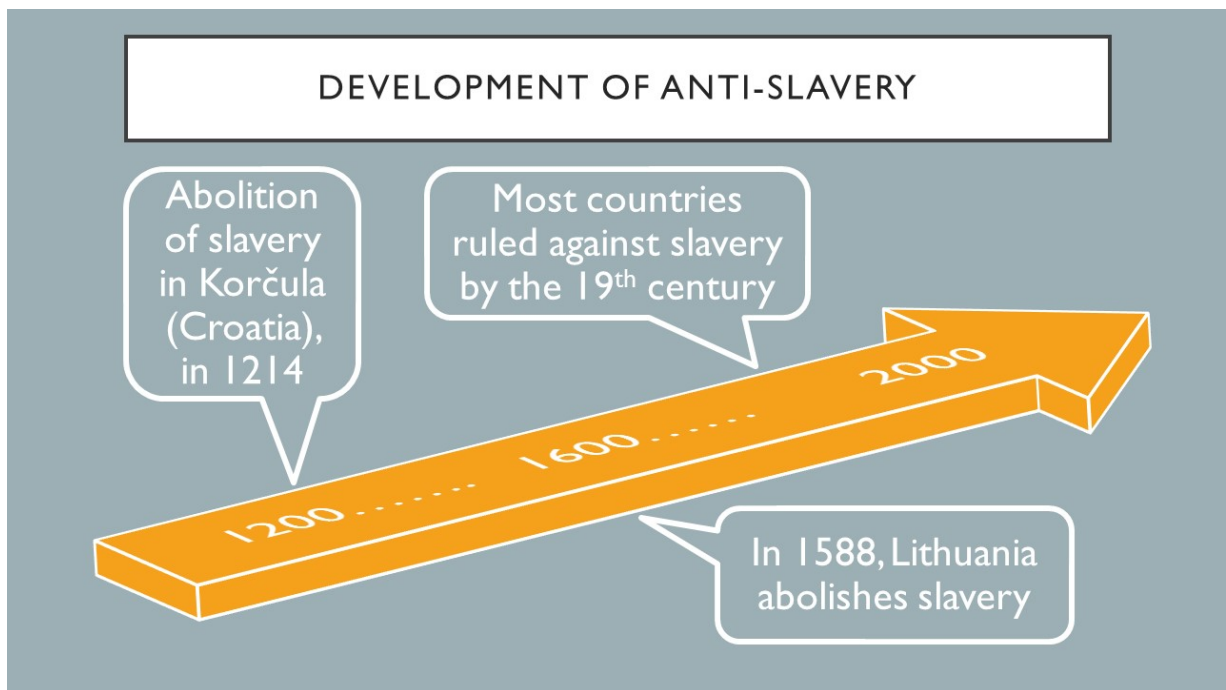 DEVELOPMENT OF ANTI-SLAVERY
Abolition
of slavery
in Korčula
(Croatia),
in 1214
Most countries
ruled against slavery
by the 19th century
1200 ....... 1600 ...... 2000
In 1588, Lithuania
abolishes slavery